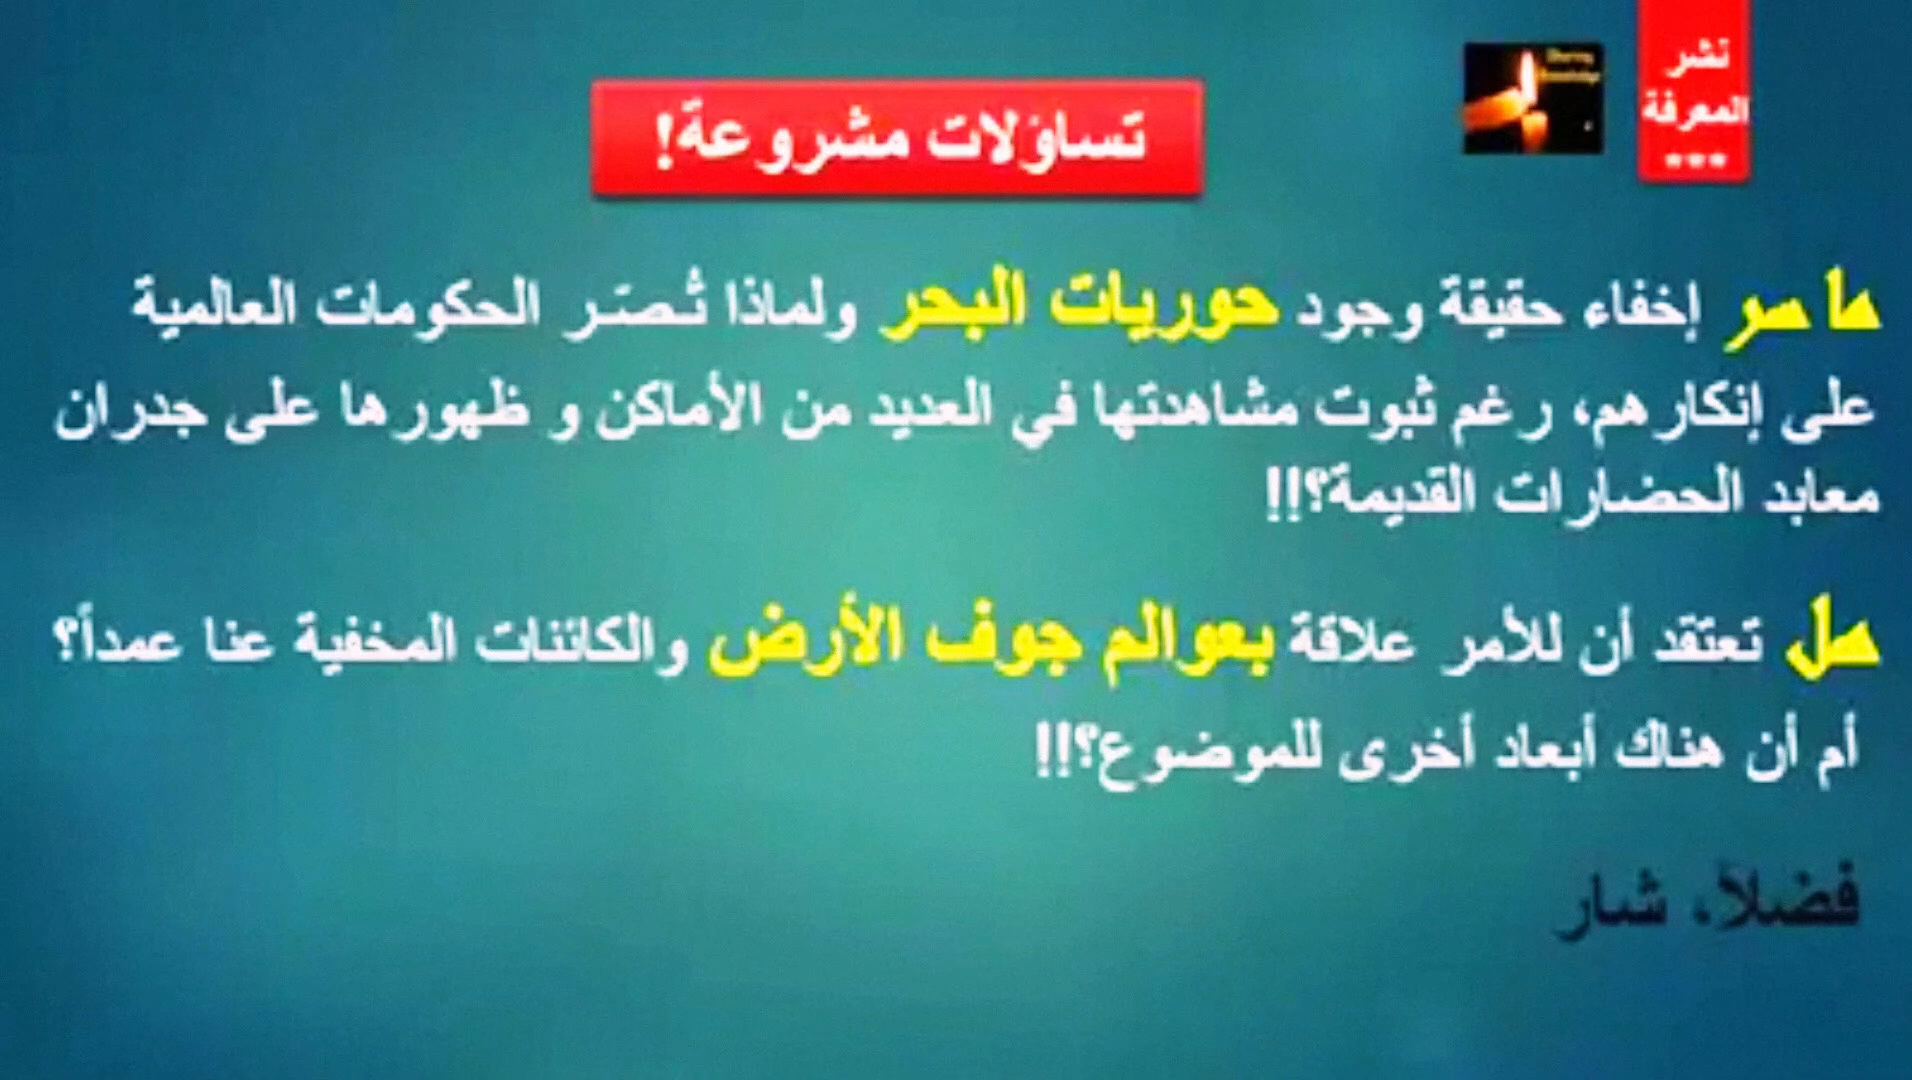 نشر
المعرفة
***
Sharing
Knowledge
تساؤلات مشروعة!
ما سر إخفاء حقيقة وجود حوريات البحر ولماذا تُصَر الحكومات العالمية
على إنكارهم، رغم ثبوت مشاهدتها في العديد من الأماكن و ظهورها على جدران
معابد الحضارات القديمة؟!!
هل تعتقد أن للأمر علاقة بعوالم جوف الأرض والكائنات المخفية عنا عمداً؟
أم أن هناك أبعاد أخرى للموضوع؟!!
فضلاً، شار